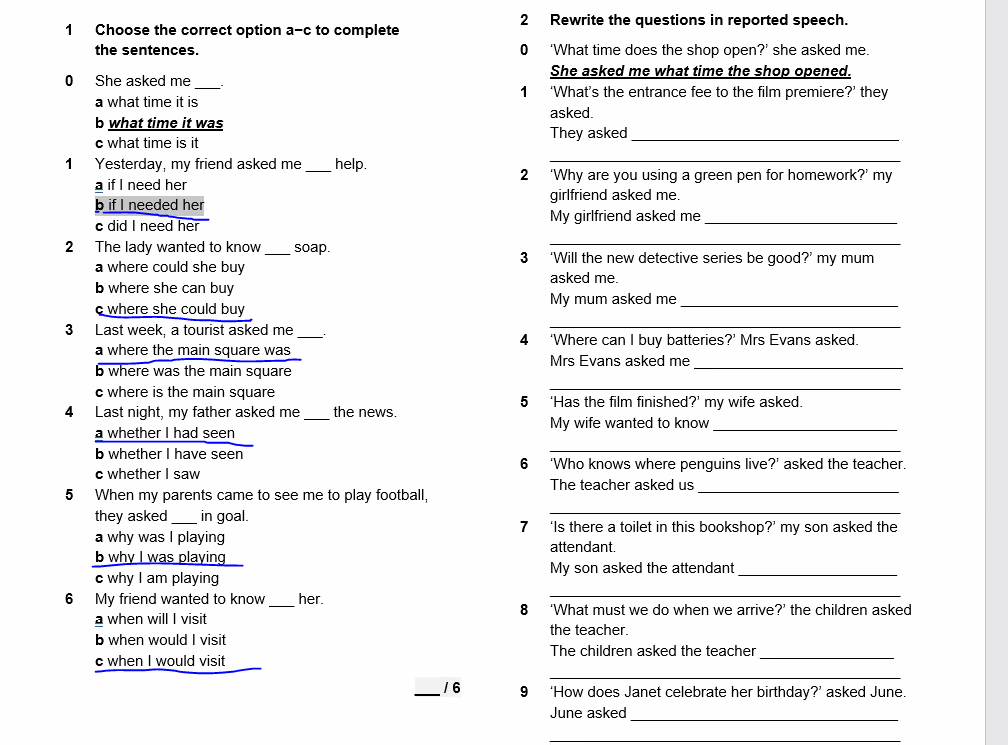 1 Choose the correct option a–c to complete
the sentences.
0 She asked me ___.
a what time it is
b what time it was
c what time is it
1 Yesterday, my friend asked me ___ help.
a if I need her
b if I needed her
c did I need her
2 The lady wanted to know ___ soap.
a where could she buy
b where she can buy
c where she could buy
3 Last week, a tourist asked me ___.
a where the main square was
b where was the main square
c where is the main square
4 Last night, my father asked me ___ the news.
a whether I had seen
b whether I have seen
c whether I saw
5 When my parents came to see me to play football,
they asked ___ in goal.
a why was I playing
b why I was playing
c why I am playing
6 My friend wanted to know ___ her.
a when will I visit
b when would I visit
c when I would visit
___ / 6
2 Rewrite the questions in reported speech.
0 ‘What time does the shop open?’ she asked me.
She asked me what time the shop opened.
1 ‘What’s the entrance fee to the film premiere?’ they
asked.
They asked ___
2 ‘Why are you using a green pen for homework?’ my
girlfriend asked me.
My girlfriend asked me ___
3 ‘Will the new detective series be good?’ my mum
asked me.
My mum asked me ___
4 ‘Where can I buy batteries?’ Mrs Evans asked.
Mrs Evans asked me ___
5 ‘Has the film finished?’ my wife asked.
My wife wanted to know ___
6 ‘Who knows where penguins live?’ asked the teacher.
The teacher asked us ___
7 ‘Is there a toilet in this bookshop?’ my son asked the
attendant.
My son asked the attendant ___
8 ‘What must we do when we arrive?’ the children asked
the teacher.
The children asked the teacher ___
9 ‘How does Janet celebrate her birthday?’ asked June.
June asked ___